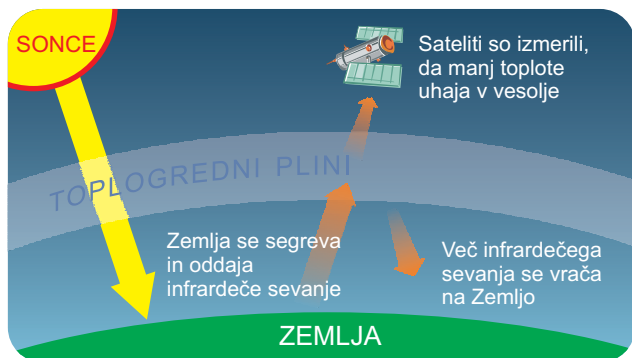 SONCE
Sateliti so izmerili,
da manj toplote
uhaja v vesolje
TOPLOGREDNI PLINI
Zemlja se segreva
in oddaja
infrardeče sevanje
Več infrardečega
sevanja se vrača
na Zemljo
ZEMLJA